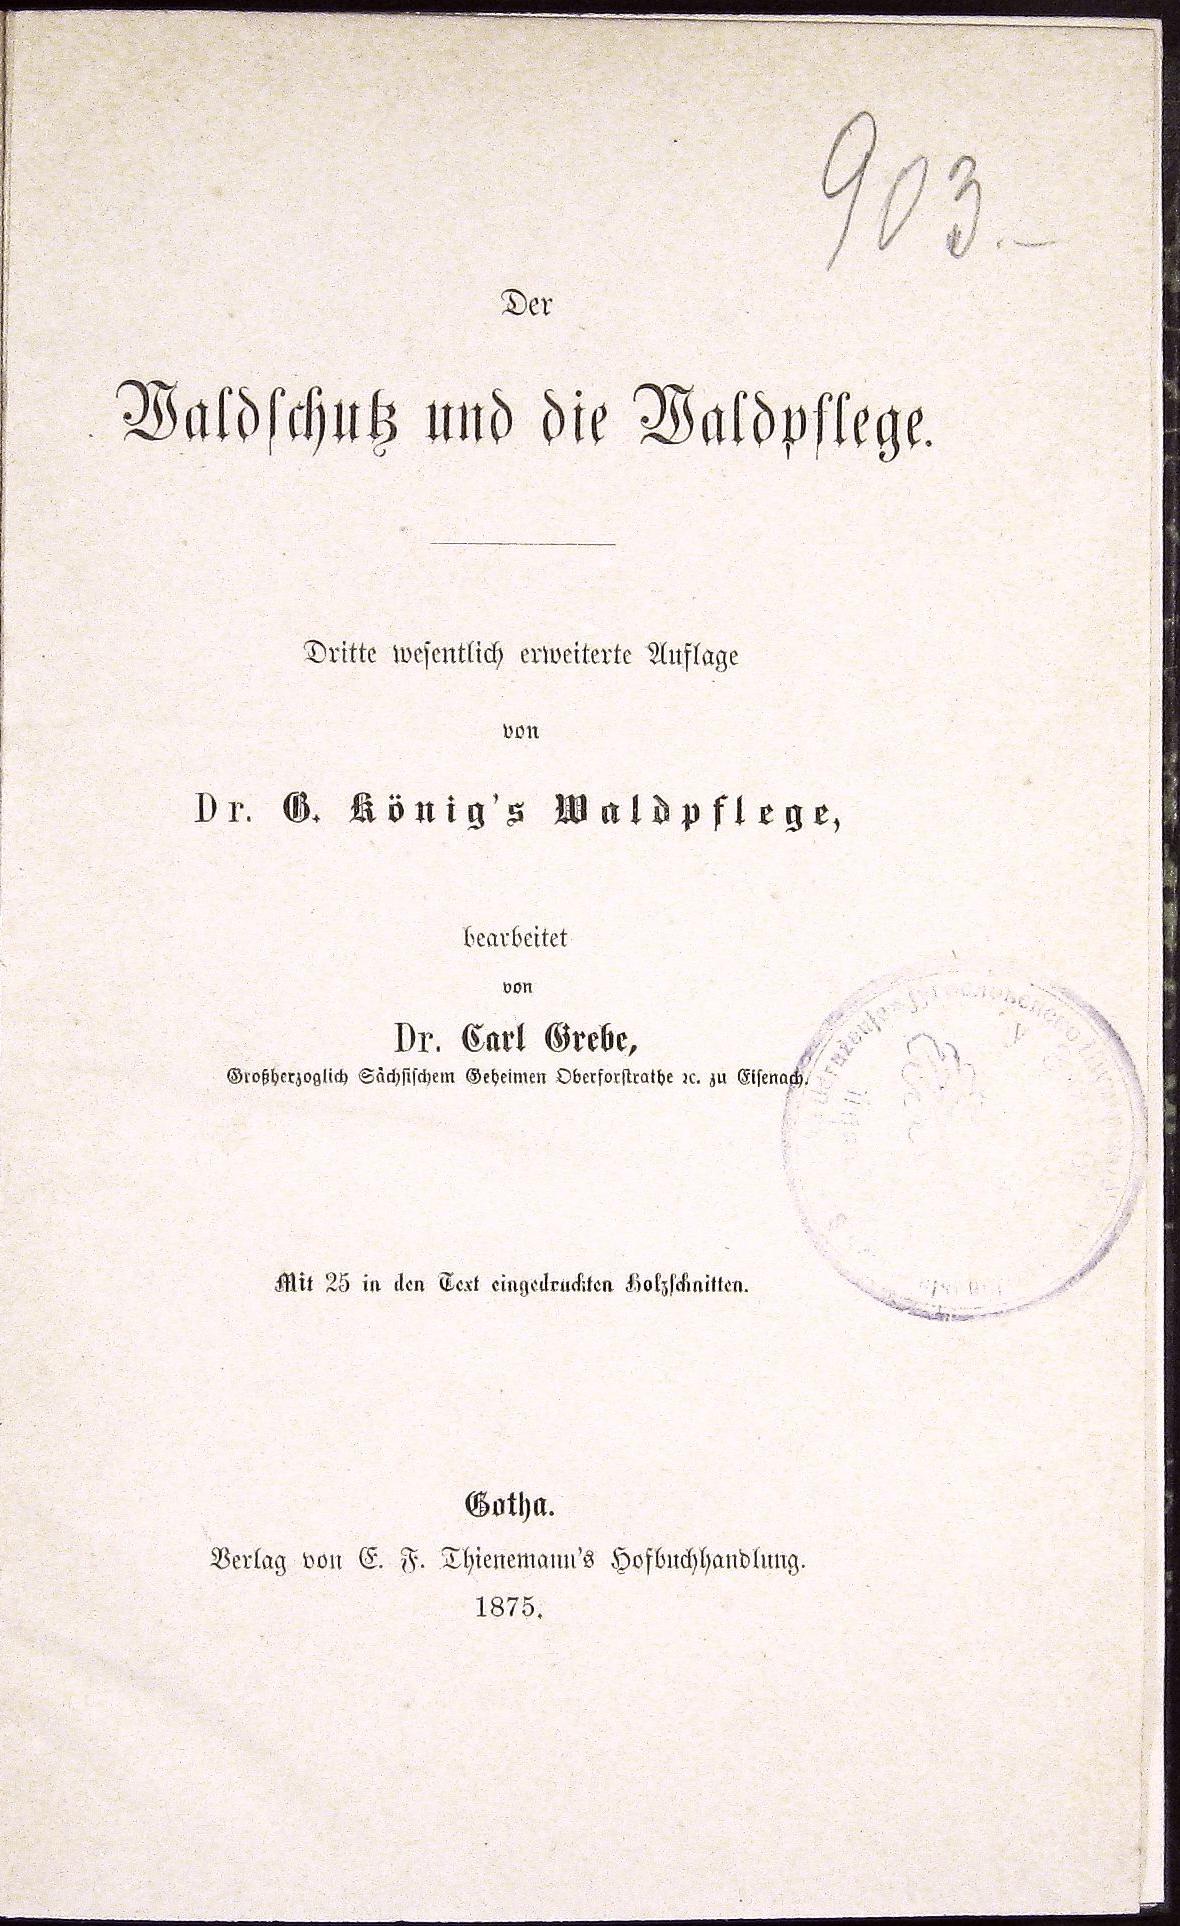 903.—
Der
Waldschutz und die Waldpflege.
Dritte wesentlich erweiterte Auflage
von
Dr. G. König's Waldpflege,
bearbeitet
von
Dr. Carl Grebe,
Großherzoglich Sächsischem Geheimen Oberforstrathe ꝛc. zu Eisenach.
Mit 25 in den Text eingedruckten Holzschnitten.
Gotha.
Verlag von E. F. Thienemann's Hofbuchhandlung.
1875.